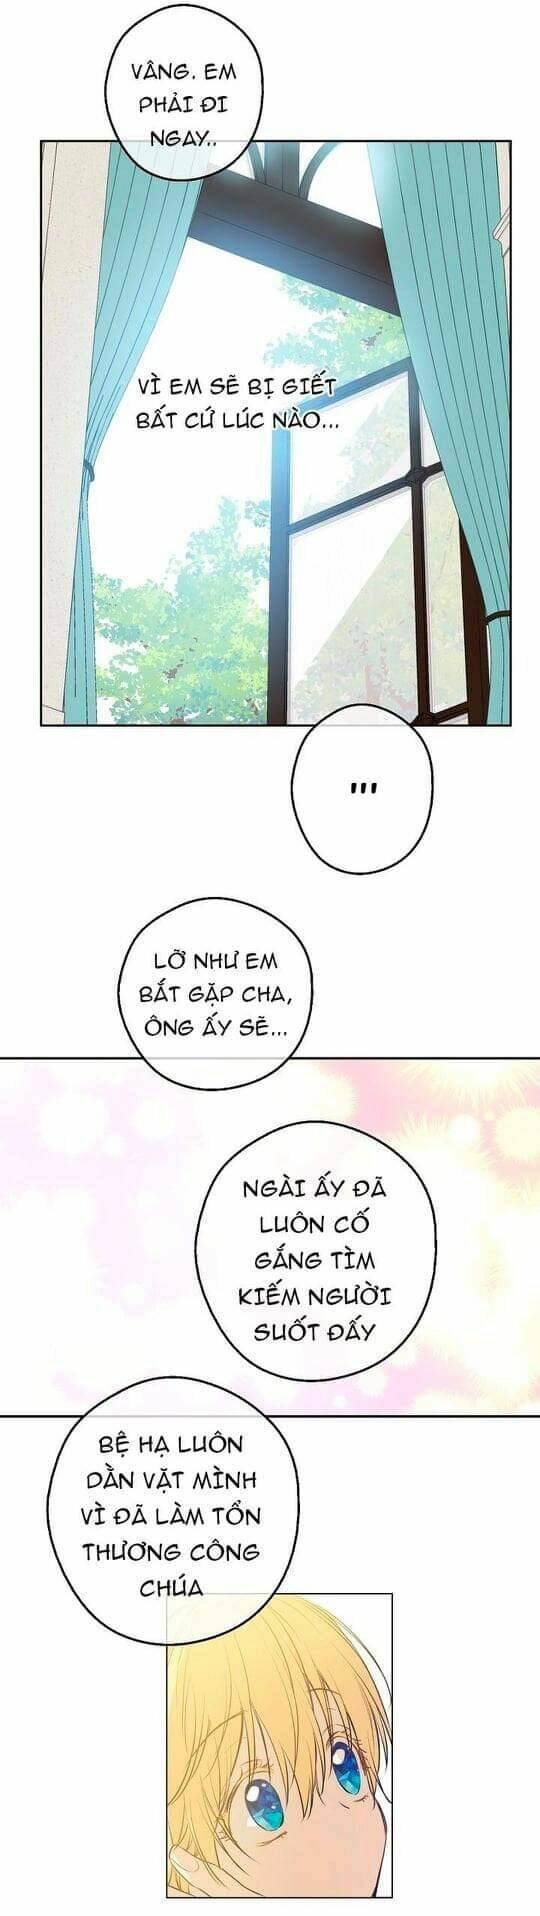 VÂNG. EM
PHẢI ĐI
NGAY..
VÌ EM SẼ BỊ GIẾT
BẤT CỨ LÚC NÀO...
...
LỠ NHƯ EM
BẮT GẶP CHA,
ÔNG ẤY SẼ...
NGÀI ẤY ĐÃ
LUÔN CỐ
GẮNG TÌM
KIẾM NGƯỜI
SUỐT ĐẤY
BỆ HẠ LUÔN
DẰN VẶT MÌNH
VÌ ĐÃ LÀM TỔN
THƯƠNG CÔNG
CHÚA